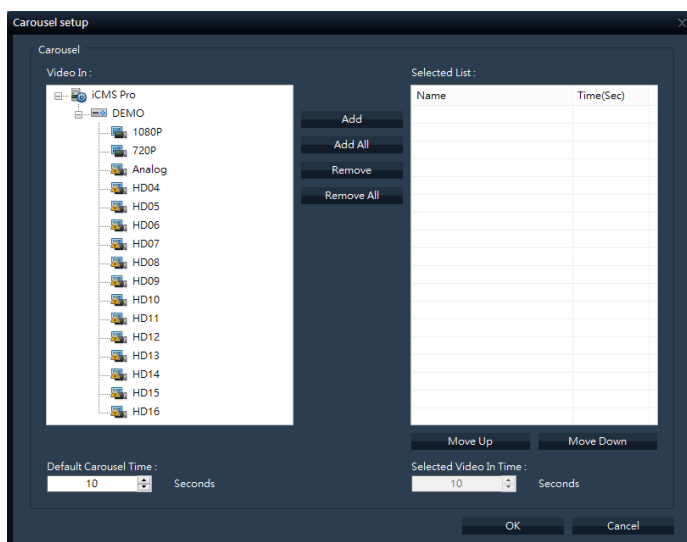 Carousel setup
Carousel
Video In :
iCMS Pro
DEMO
1080P
720P
Analog
HD04
HD05
HD06
HD07
HD08
HD09
HD10
HD11
HD12
HD13
HD14
HD15
HD16
Add
Add All
Remove
Remove All
Selected List :
Name Time(Sec)
Move Up Move Down
Default Carousel Time :
10 Seconds
Selected Video In Time :
10 Seconds
OK Cancel